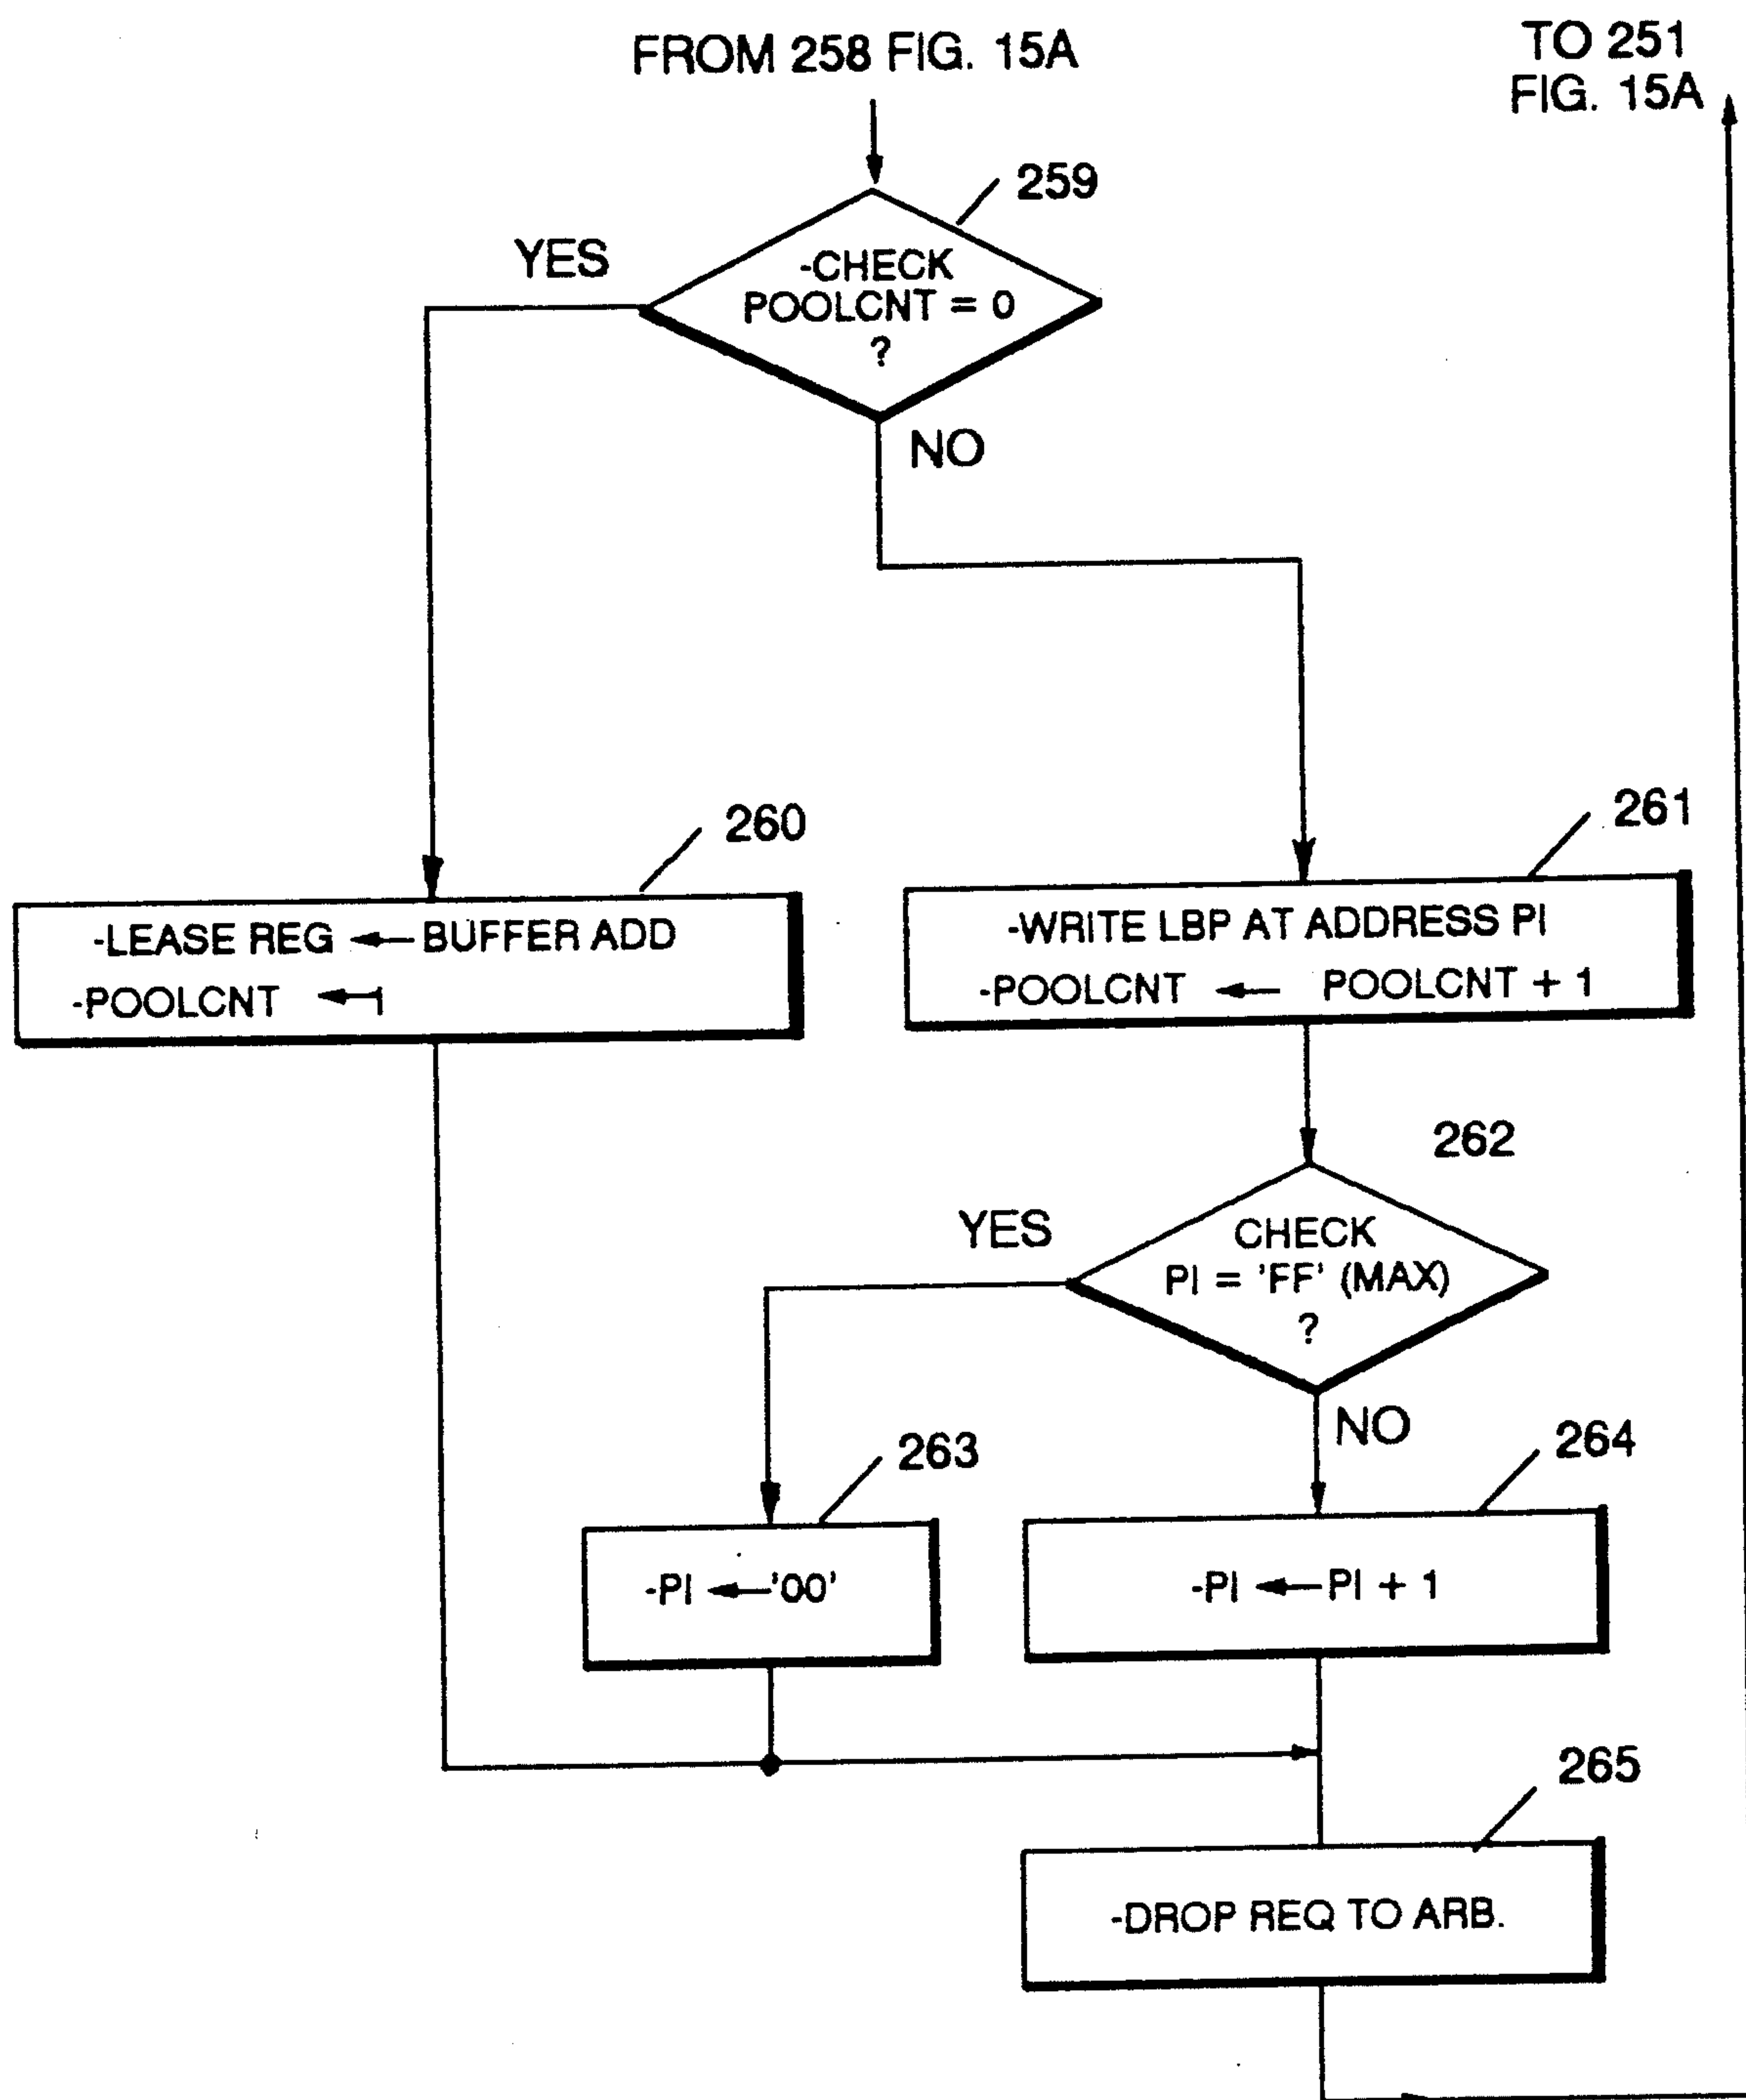 FROM 258 FIG. 15A
TO 251
FIG. 15A
259
YES
-CHECK
POOLCNT = 0
?
NO
260
261
-LEASE REG ← BUFFER ADD
-POOLCNT ←1
-WRITE LBP AT ADDRESS PI
-POOLCNT ← POOLCNT + 1
262
YES
CHECK
PI = 'FF' (MAX)
?
NO
263
264
-PI ← '00'
-PI ← PI + 1
265
-DROP REQ TO ARB.